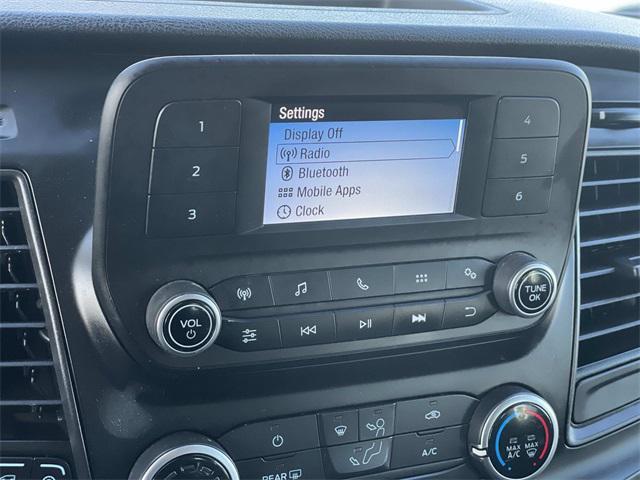 Settings
Display Off
Radio
Bluetooth
Mobile Apps
Clock
1
2
3
4
5
6
VOL
TUNE
OK
A/C
MAX
A/C
MAX
REAR